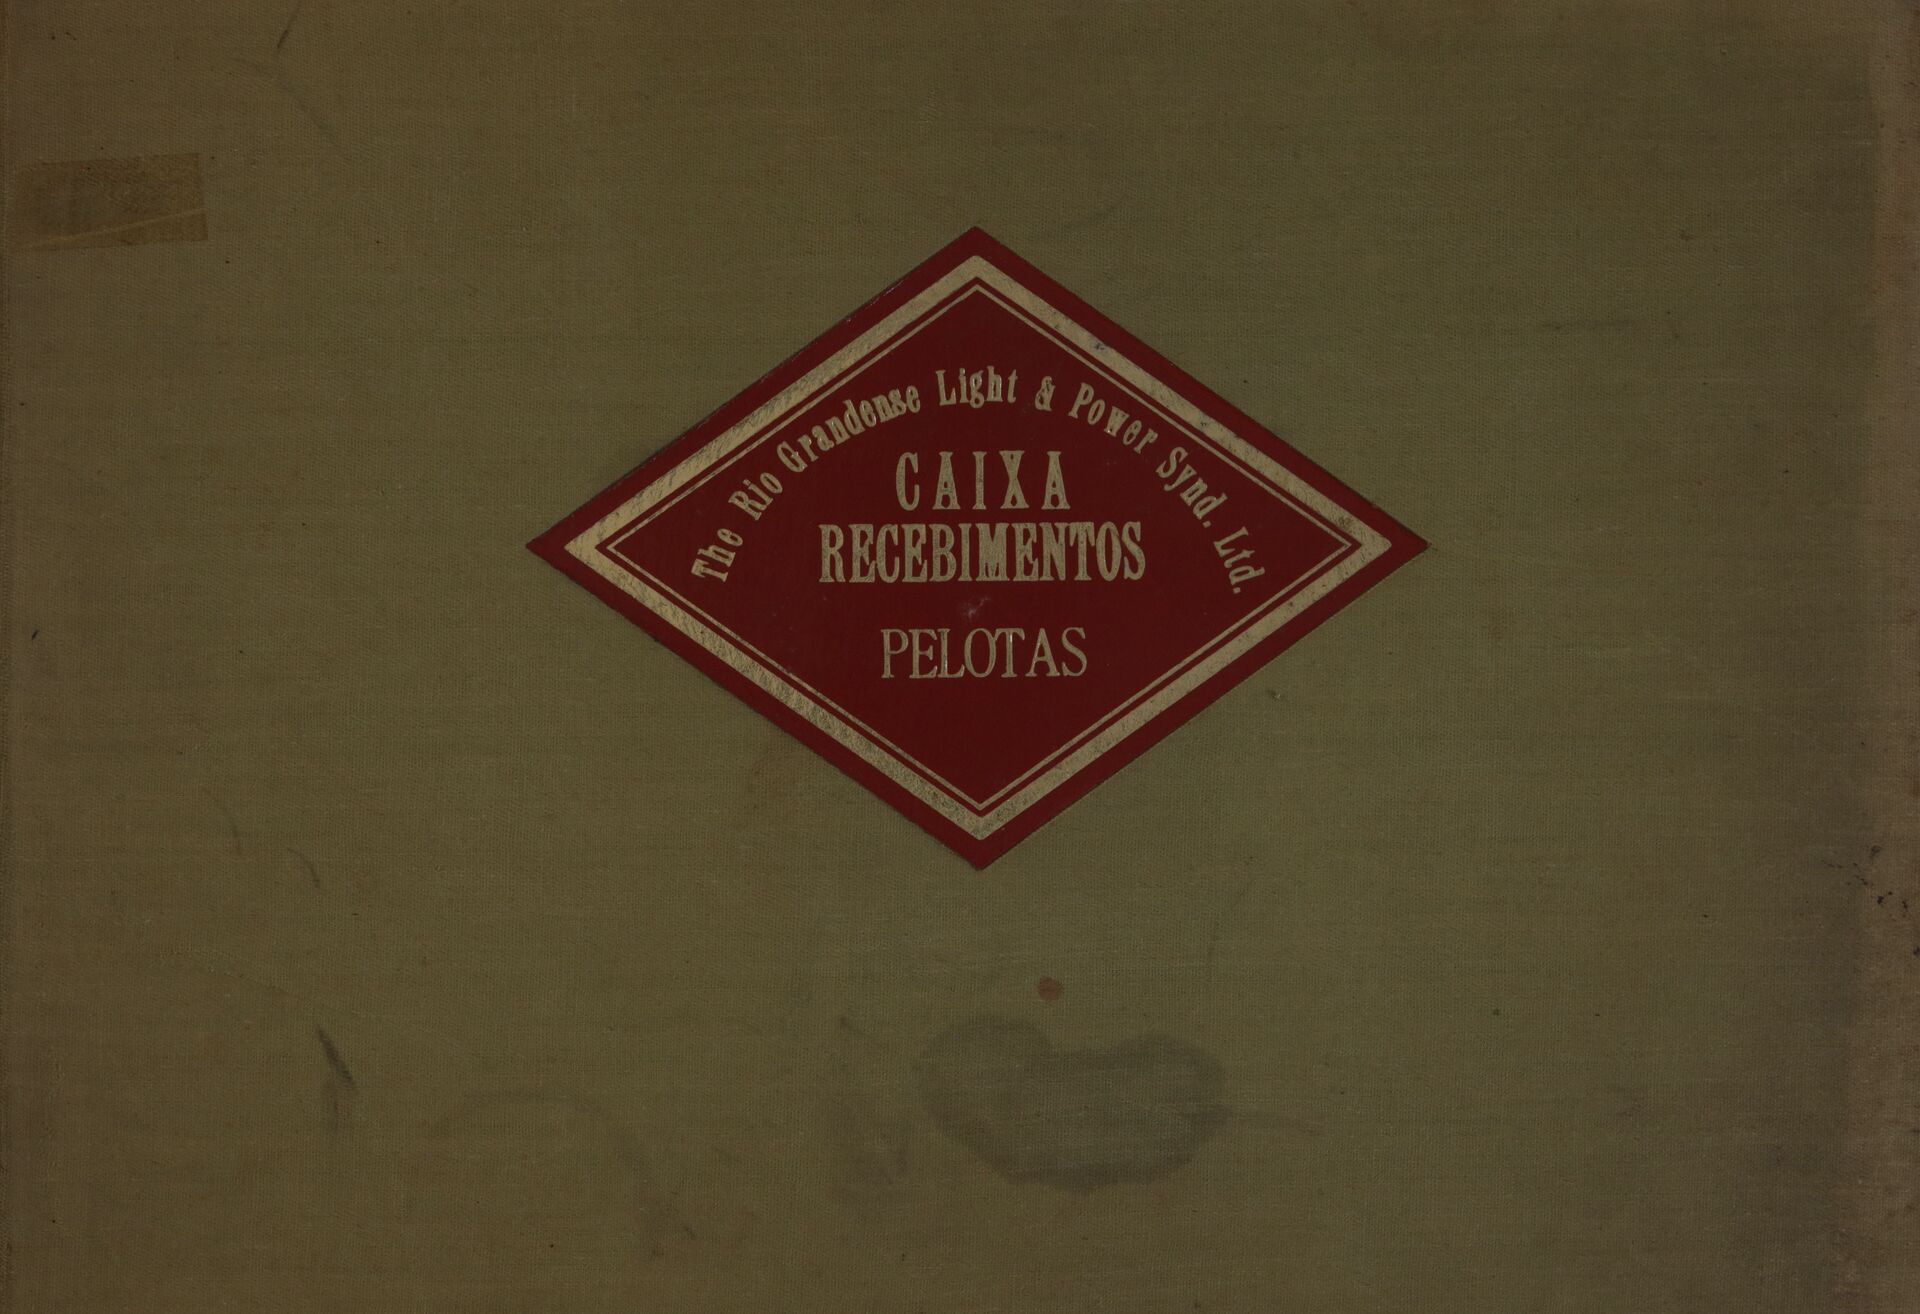 The Rio Grandense Light & Power Synd. Ltd.
CAIXA
RECEBIMENTOS
PELOTAS